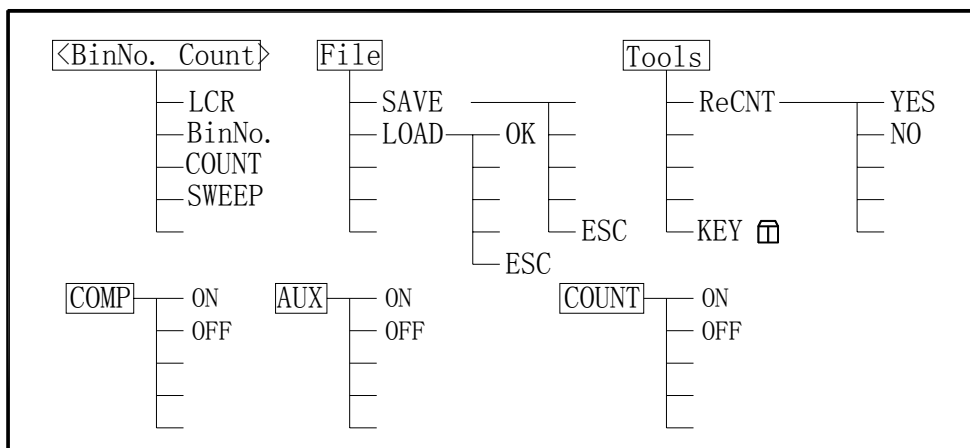 <BinNo. Count> File Tools
LCR SAVE ReCNT YES
BinNo. LOAD OK NO
COUNT
SWEEP
ESC KEY
ESC
COMP ON AUX ON COUNT ON
OFF OFF OFF